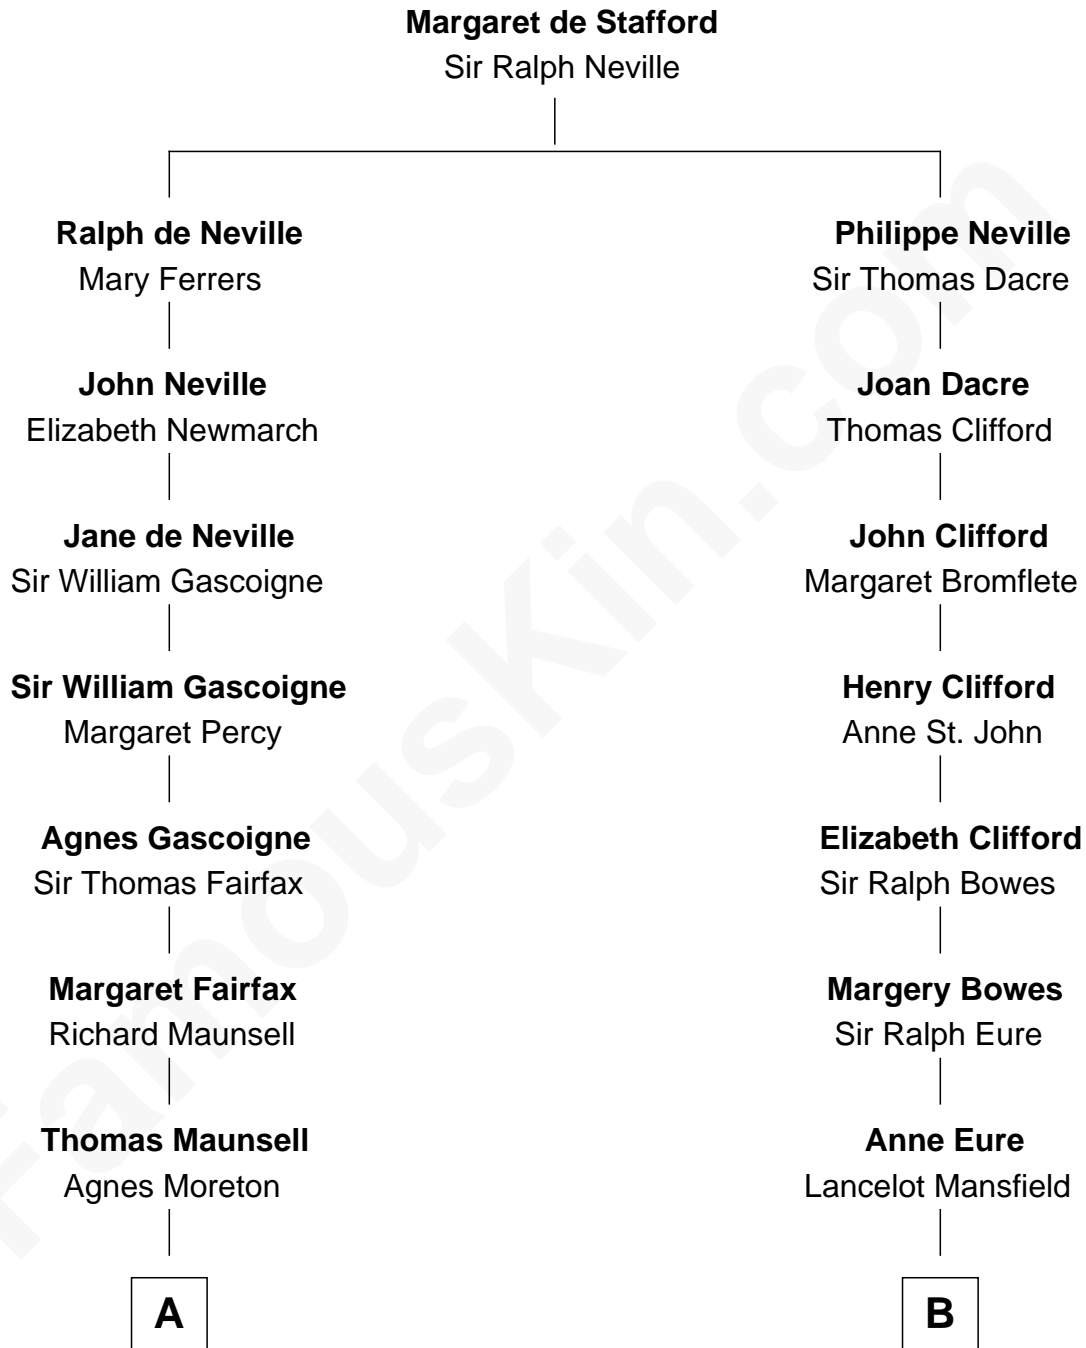 Margaret de Stafford
Sir Ralph Neville
Ralph de Neville
Mary Ferrers
John Neville
Elizabeth Newmarch
Jane de Neville
Sir William Gascoigne
Sir William Gascoigne
Margaret Percy
Agnes Gascoigne
Sir Thomas Fairfax
Margaret Fairfax
Richard Maunsell
Thomas Maunsell
Agnes Moreton
A
Philippe Neville
Sir Thomas Dacre
Joan Dacre
Thomas Clifford
John Clifford
Margaret Bromflete
Henry Clifford
Anne St. John
Elizabeth Clifford
Sir Ralph Bowes
Margery Bowes
Sir Ralph Eure
Anne Eure
Lancelot Mansfield
B
FamousKin.com